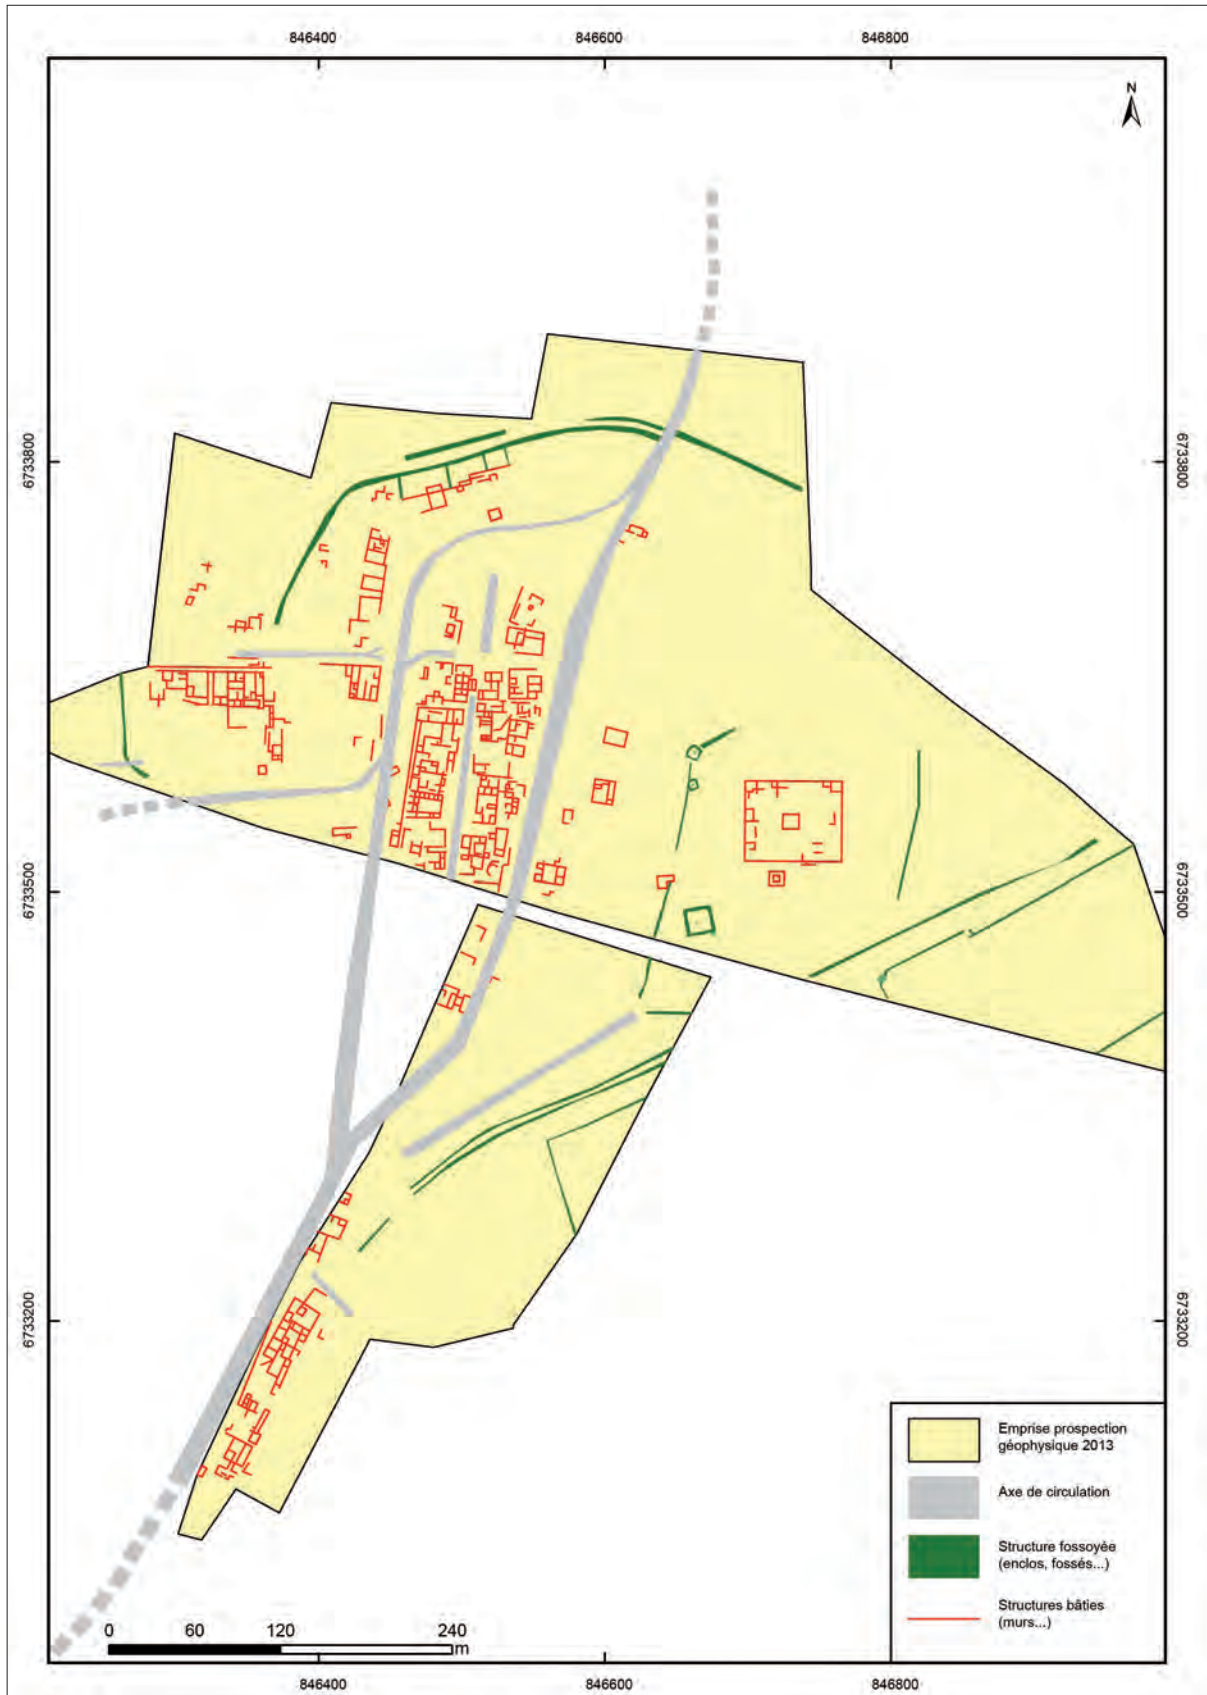 846400
846600
846800
N
6733800
6733800
6733500
6733500
6733200
6733200
Emprise prospection
géophysique 2013
Axe de circulation
Structure fossoyée
(enclos, fossés...)
Structures bâties
(murs...)
0
60
120
240
m
846400
846600
846800